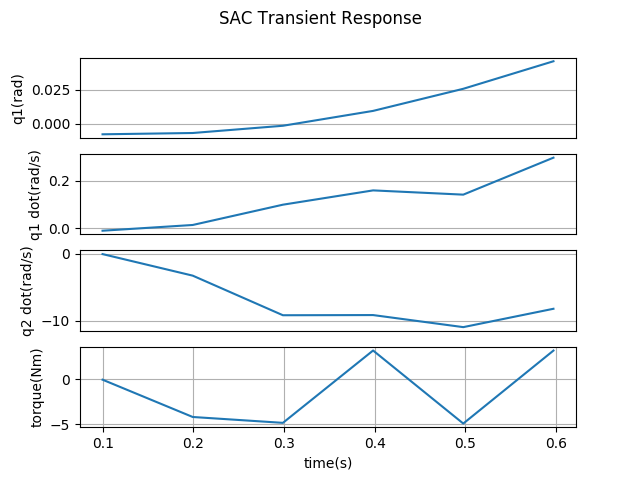 SAC Transient Response
q1(rad)
0.025
0.000
q1 dot(rad/s)
0.2
0.0
q2 dot(rad/s)
0
−10
torque(Nm)
0
−5
0.1 0.2 0.3 0.4 0.5 0.6
time(s)